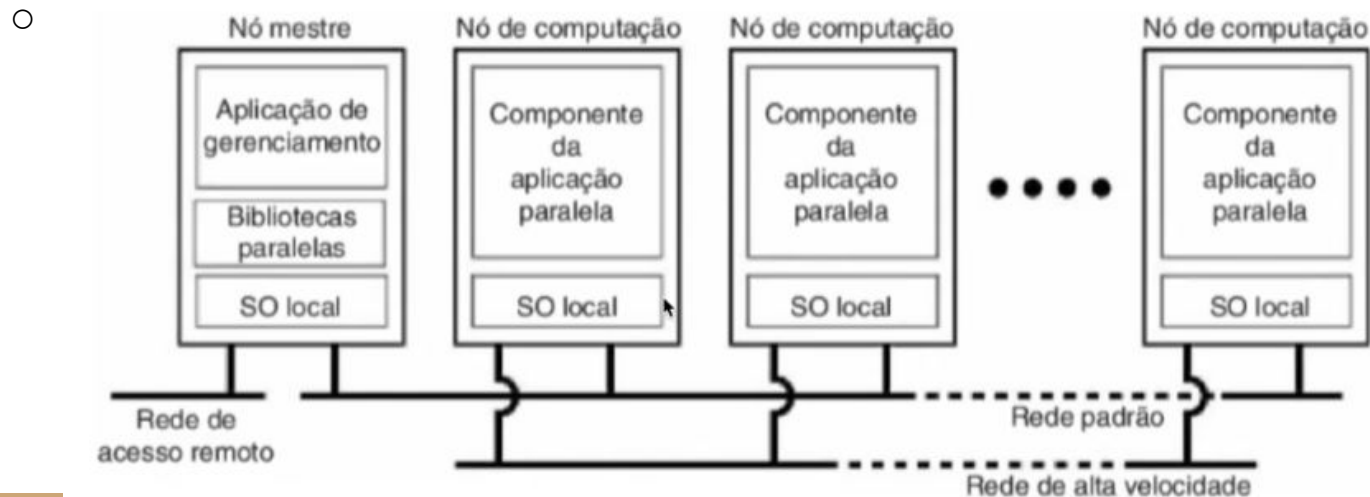 Nó mestre
Aplicação de
gerenciamento
Bibliotecas
paralelas
SO local
Nó de computação
Componente
da
aplicação
paralela
SO local
Nó de computação
Componente
da
aplicação
paralela
SO local
Nó de computação
Componente
da
aplicação
paralela
SO local
Rede de
acesso remoto
Rede padrão
Rede de alta velocidade